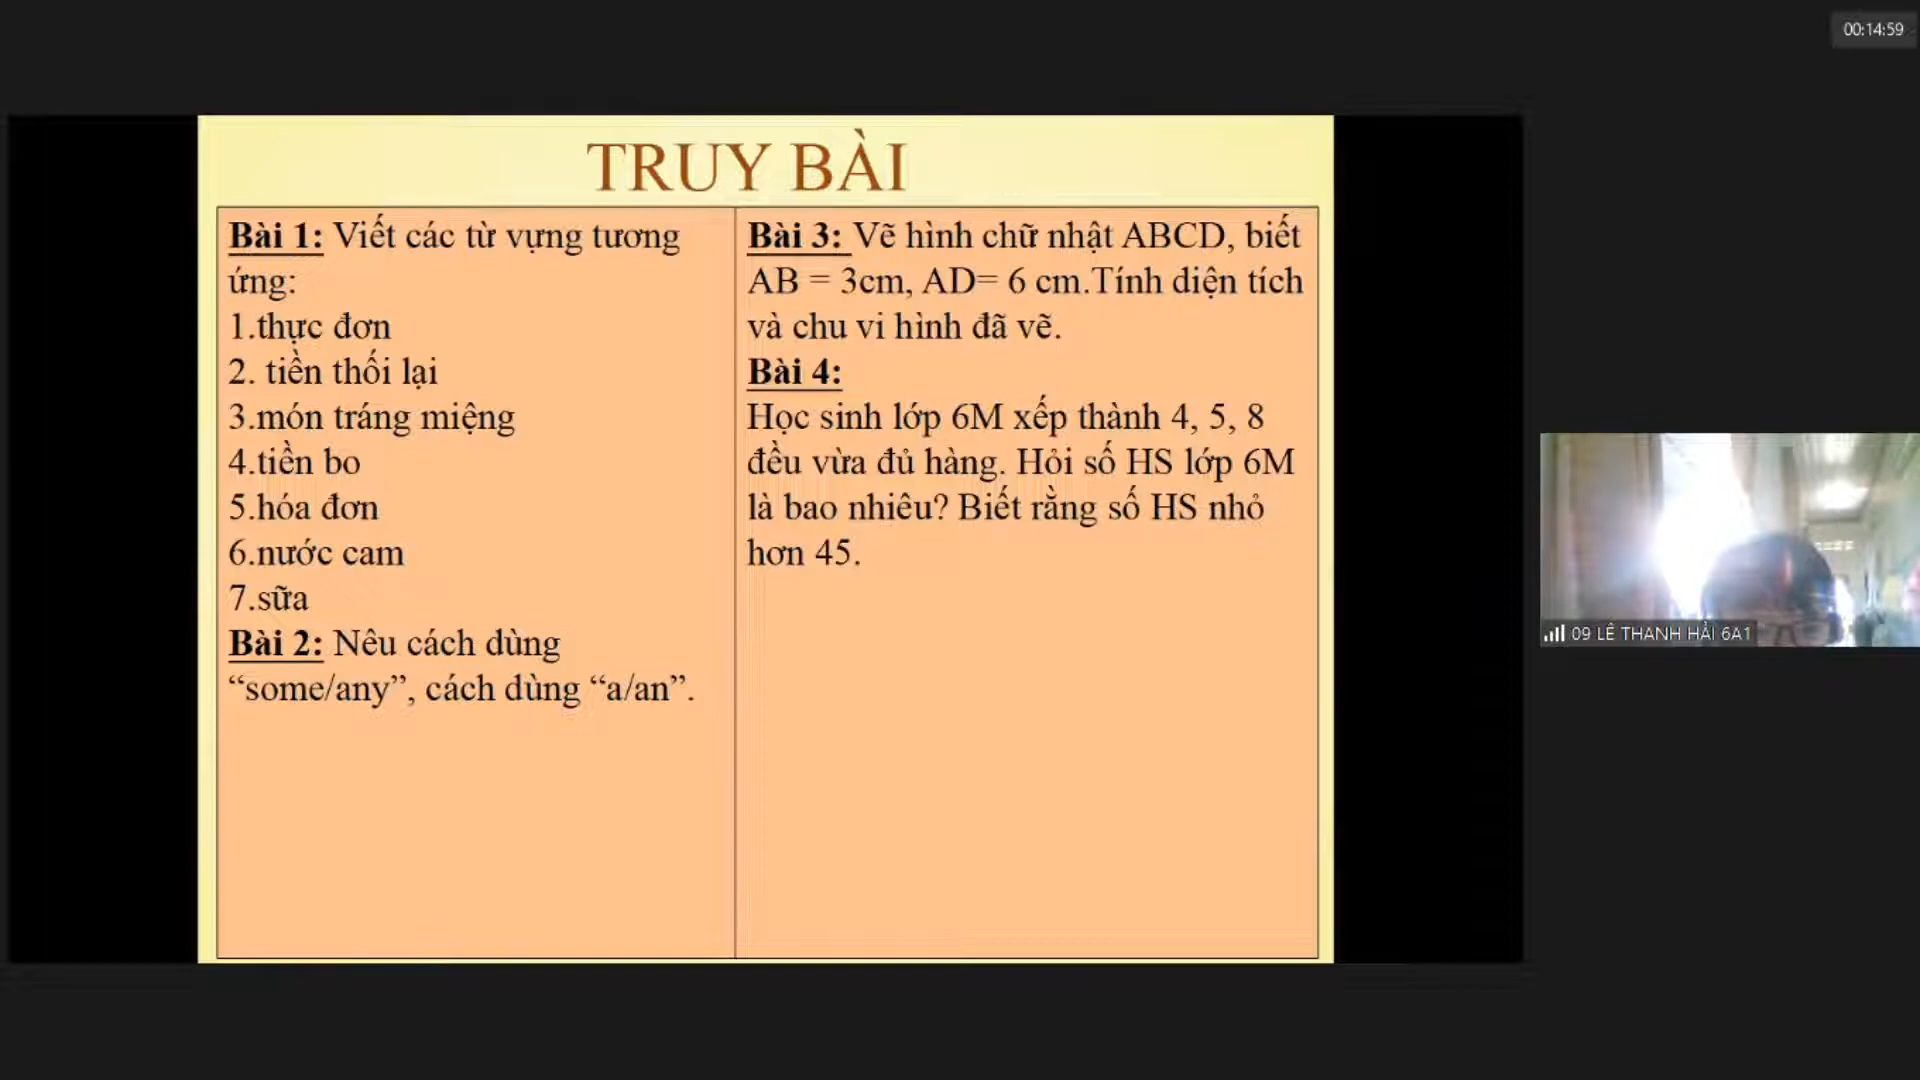 00:14:59
TRUY BÀI
Bài 1: Viết các từ vựng tương
ứng:
1.thực đơn
2. tiền thối lại
3.món tráng miệng
4.tiền bo
5.hóa đơn
6.nước cam
7.sữa
Bài 2: Nêu cách dùng
“some/any”, cách dùng “a/an”.
Bài 3: Vẽ hình chữ nhật ABCD, biết
AB = 3cm, AD= 6 cm.Tính diện tích
và chu vi hình đã vẽ.
Bài 4:
Học sinh lớp 6M xếp thành 4, 5, 8
đều vừa đủ hàng. Hỏi số HS lớp 6M
là bao nhiêu? Biết rằng số HS nhỏ
hơn 45.
09 LÊ THANH HẢI 6A1